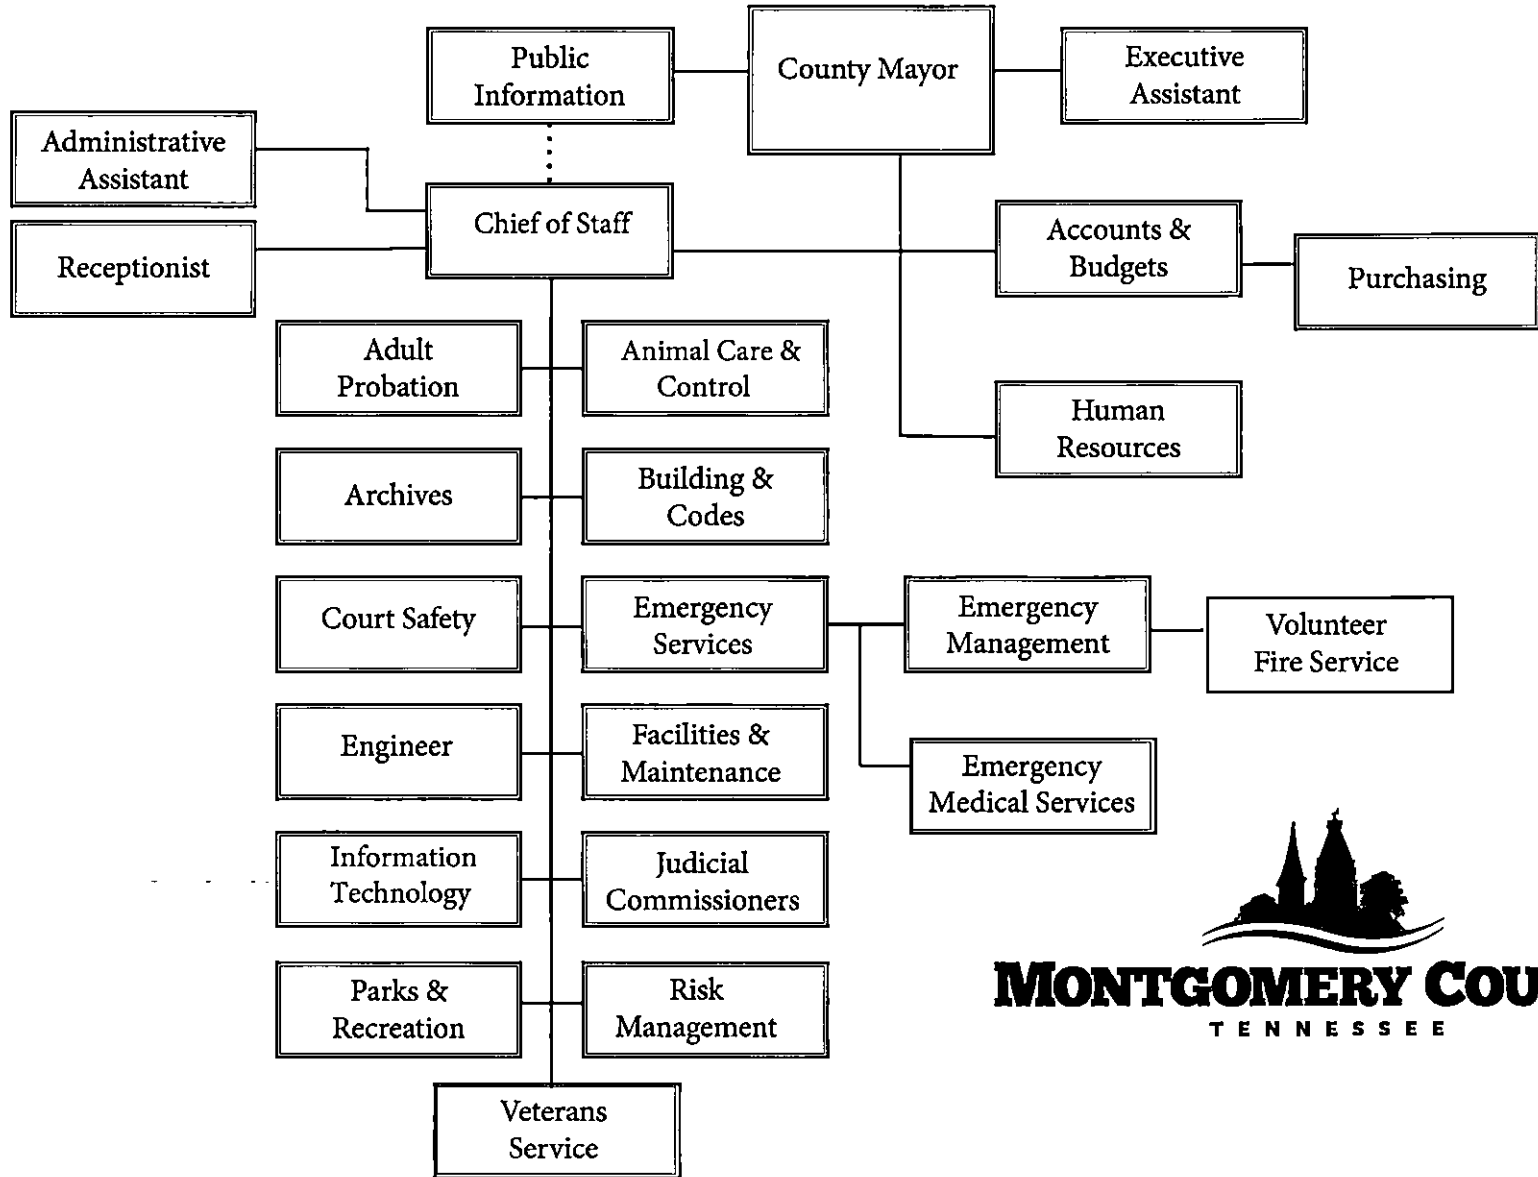 Public
Information
County Mayor
Executive
Assistant
Administrative
Assistant
Chief of Staff
Receptionist
Accounts &
Budgets
Purchasing
Adult
Probation
Animal Care &
Control
Human
Resources
Archives
Building &
Codes
Court Safety
Emergency
Services
Emergency
Management
Volunteer
Fire Service
Engineer
Facilities &
Maintenance
Emergency
Medical Services
Information
Technology
Judicial
Commissioners
Parks &
Recreation
Risk
Management
Veterans
Service
MONTGOMERY COU
TENNESSEE